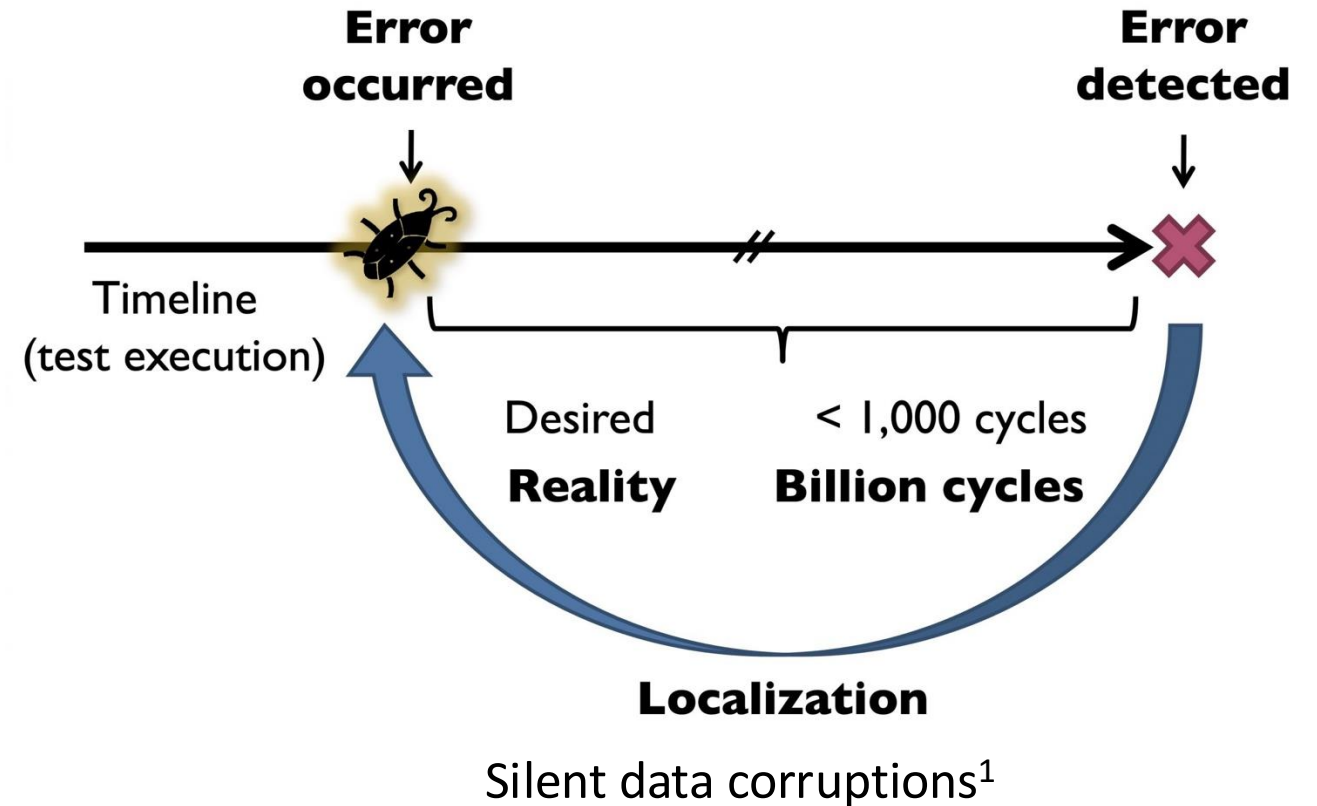 Error
occurred
Error
detected
Timeline
(test execution)
Desired < 1,000 cycles
Reality Billion cycles
Localization
Silent data corruptions¹